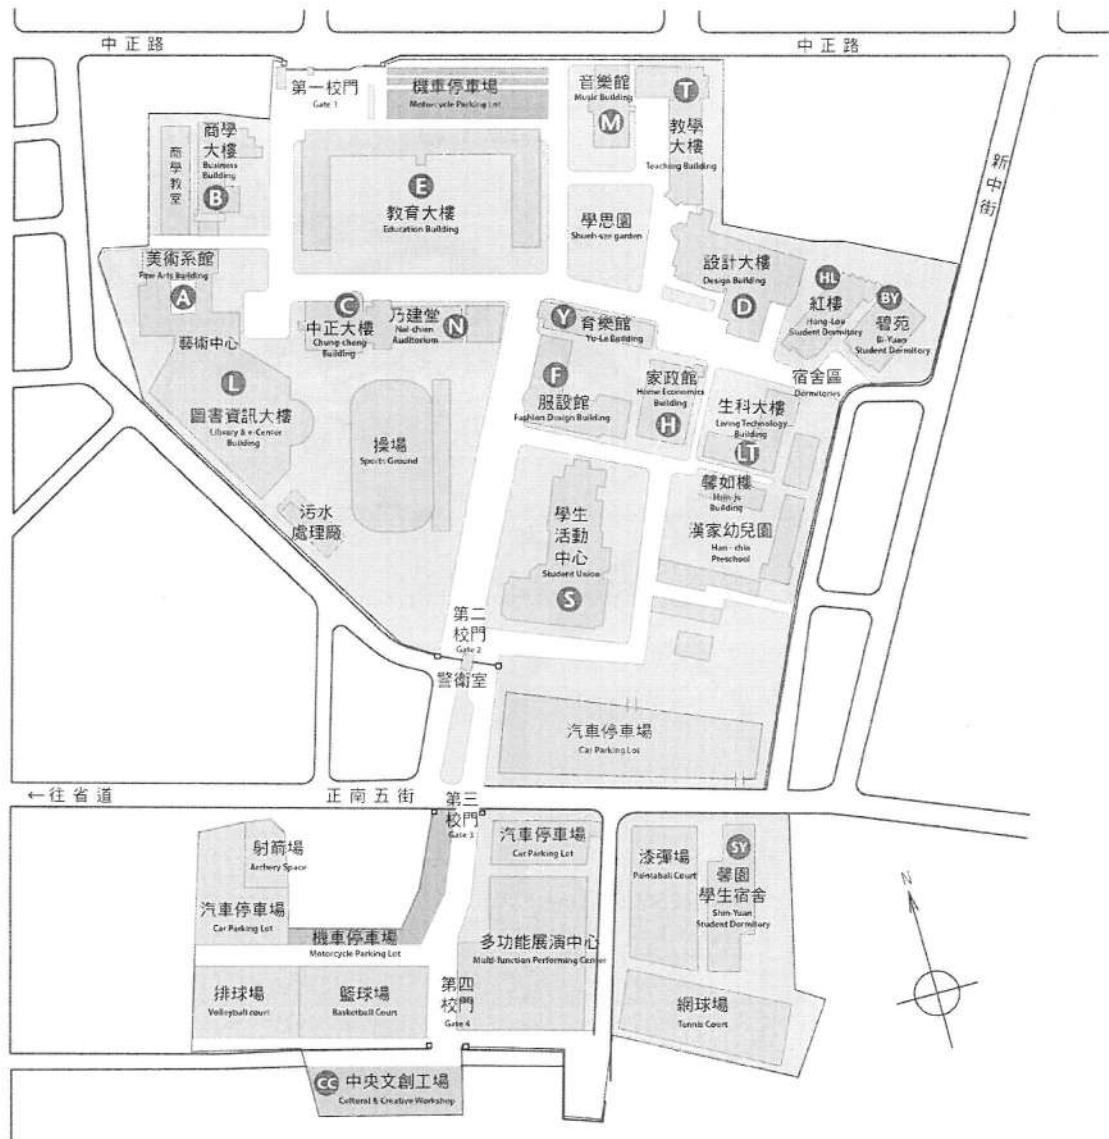 中正路
中正路
第一校門
Gate 1
機車停車場
Motorcycle Parking Lot
音樂館
Music Building
M
T
教學
大樓
Teaching Building
新中街
商學
大樓
Business
Building
B
商學教室
E
教育大樓
Education Building
學思園
Shueh-sze garden
設計大樓
Design Building
D
HL
紅樓
Hong-Lou
Student Dormitory
BY
碧苑
Bi-Yuan
Student Dormitory
宿舍區
Dormitories
美術系館
Fine Arts Building
A
藝術中心
C
中正大樓
Chung-cheng
Building
乃建堂
Nai-chien
Auditorium
N
Y
育樂館
Yu-Le Building
F
服設館
Fashion Design Building
家政館
Home Economics
Building
H
生科大樓
Living Technology
Building
LT
L
圖書資訊大樓
Library & e-Center
Building
操場
Sports Ground
污水
處理廠
學生
活動
中心
Student Union
S
馨如樓
Hsin-ju
Building
漢家幼兒園
Han-chia
Preschool
第二
校門
Gate 2
警衛室
汽車停車場
Car Parking Lot
←往省道
正南五街
第三
校門
Gate 3
射箭場
Archery Space
汽車停車場
Car Parking Lot
機車停車場
Motorcycle Parking Lot
汽車停車場
Car Parking Lot
多功能展演中心
Multi-function Performing Center
漆彈場
Paintaball Court
SY
馨園
學生宿舍
Shin-Yuan
Student Dormitory
N
排球場
Volleyball court
籃球場
Basketball Court
第四
校門
Gate 4
網球場
Tennis Court
CC
中央文創工場
Cultural & Creative Workshop